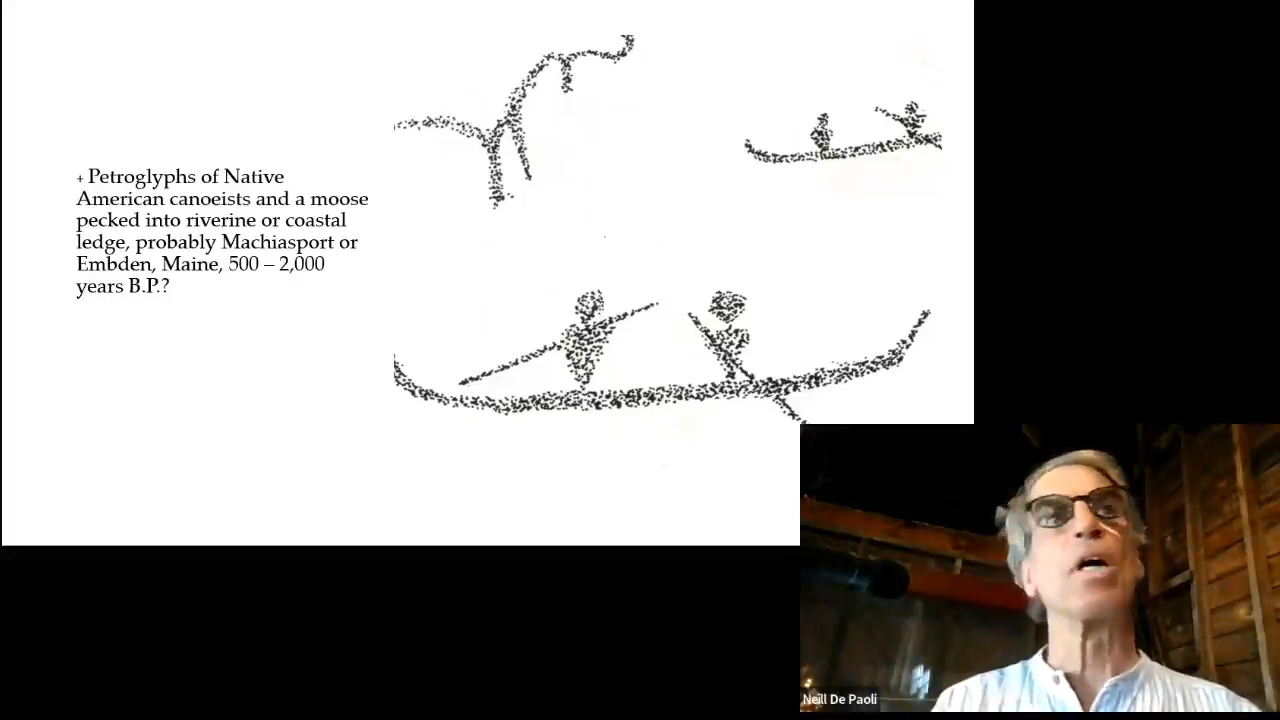 + Petroglyphs of Native
American canoeists and a moose
pecked into riverine or coastal
ledge, probably Machiasport or
Embden, Maine, 500 – 2,000
years B.P.?
Neill De Paoli